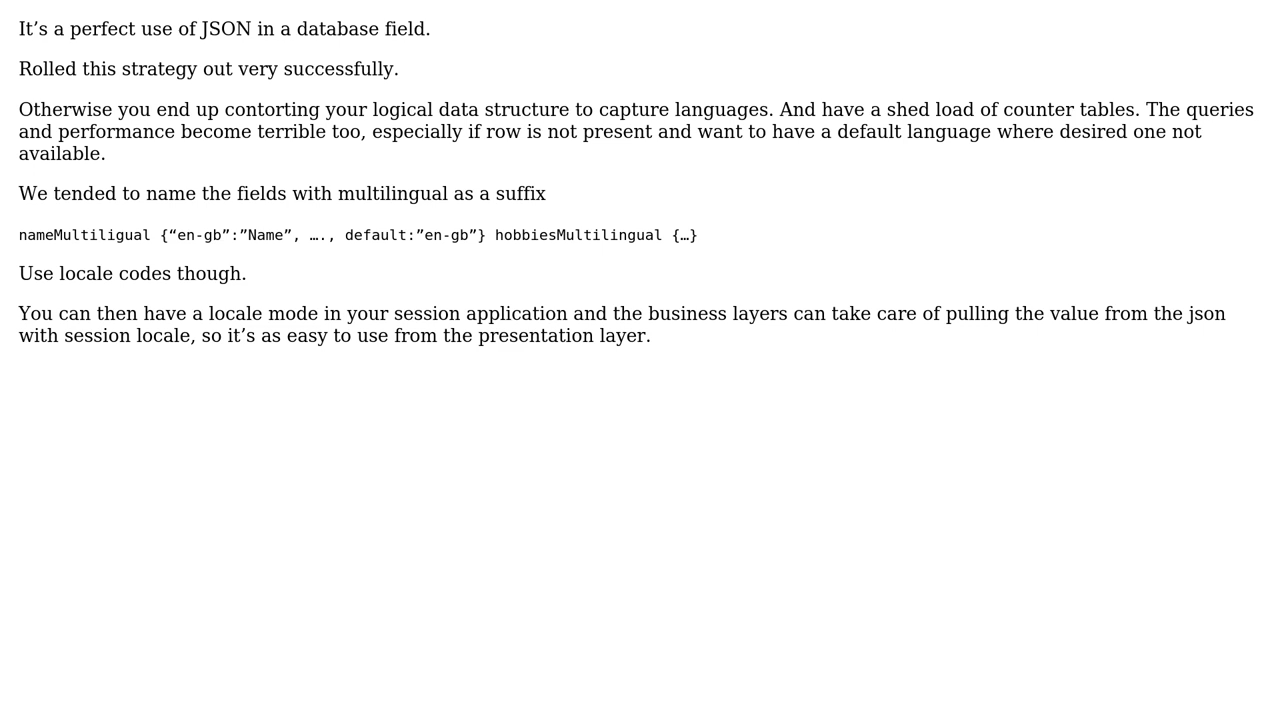 It’s a perfect use of JSON in a database field.
Rolled this strategy out very successfully.
Otherwise you end up contorting your logical data structure to capture languages. And have a shed load of counter tables. The queries
and performance become terrible too, especially if row is not present and want to have a default language where desired one not
available.
We tended to name the fields with multilingual as a suffix
nameMultiligual {“en-gb”:”Name”, …., default:”en-gb”} hobbiesMultilingual {…}
Use locale codes though.
You can then have a locale mode in your session application and the business layers can take care of pulling the value from the json
with session locale, so it’s as easy to use from the presentation layer.